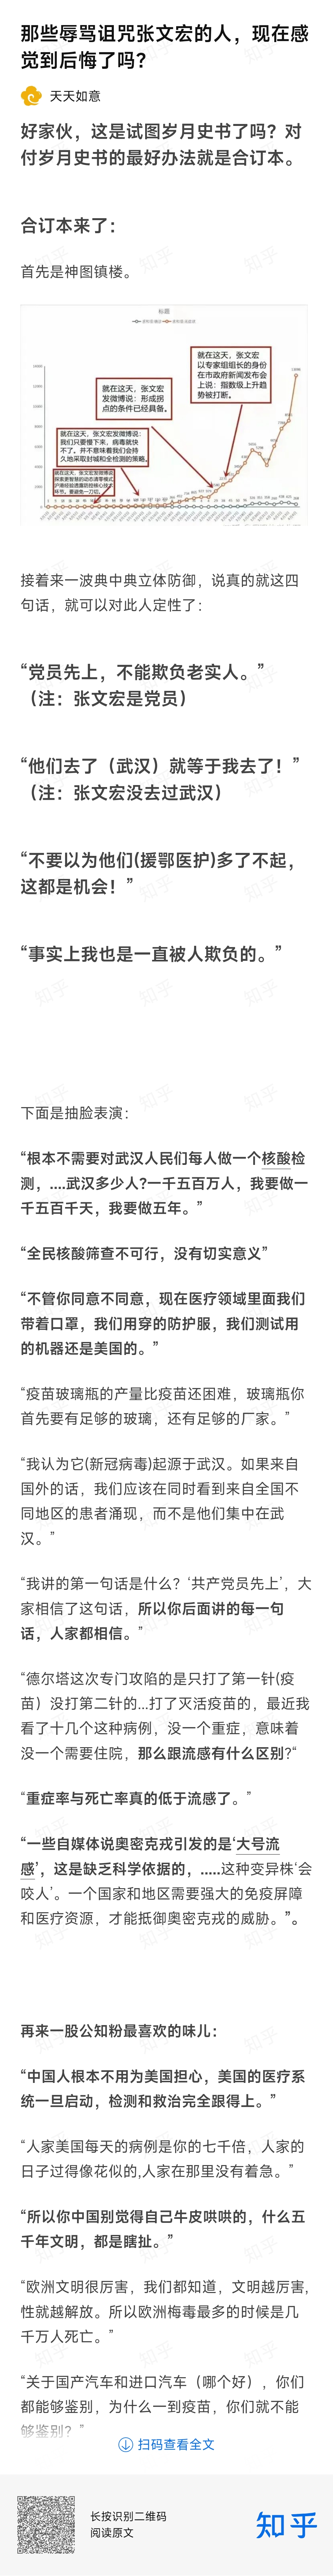 那些辱骂诅咒张文宏的人，现在感
觉到后悔了吗？
天天如意
好家伙，这是试图岁月史书了吗？对
付岁月史书的最好办法就是合订本。
合订本来了：
首先是神图镇楼。
标题
就在这天，张文宏
以专家组组长的身份
在市政府新闻发布会
上说：指数级上升趋
势被打断。
就在这天，张文宏
发微博说：形成拐
点的条件已经具备。
就在这天，张文宏发微博说：
我们只要慢下来，病毒就快
不了。并不意味着我们会持
久地采取封城和全检测的策略。
接着来一波典中典立体防御，说真的就这四
句话，就可以对此人定性了：
“党员先上，不能欺负老实人。”
（注：张文宏是党员）
“他们去了（武汉）就等于我去了！”
（注：张文宏没去过武汉）
“不要以为他们(援鄂医护)多了不起，
这都是机会！”
“事实上我也是一直被人欺负的。”
下面是抽脸表演：
“根本不需要对武汉人民们每人做一个核酸检
测，....武汉多少人?一千五百万人，我要做一
千五百千天，我要做五年。”
“全民核酸筛查不可行，没有切实意义”
“不管你同意不同意，现在医疗领域里面我们
带着口罩，我们用穿的防护服，我们测试用
的机器还是美国的。”
“疫苗玻璃瓶的产量比疫苗还困难，玻璃瓶你
首先要有足够的玻璃，还有足够的厂家。”
“我认为它(新冠病毒)起源于武汉。如果来自
国外的话，我们应该在同时看到来自全国不
同地区的患者涌现，而不是他们集中在武
汉。”
“我讲的第一句话是什么？‘共产党员先上’，大
家相信了这句话，所以你后面讲的每一句
话，人家都相信。”
“德尔塔这次专门攻陷的是只打了第一针(疫
苗）没打第二针的...打了灭活疫苗的，最近我
看了十几个这种病例，没一个重症，意味着
没一个需要住院，那么跟流感有什么区别?“
“重症率与死亡率真的低于流感了。”
“一些自媒体说奥密克戎引发的是‘大号流
感’，这是缺乏科学依据的，.....这种变异株‘会
咬人’。一个国家和地区需要强大的免疫屏障
和医疗资源，才能抵御奥密克戎的威胁。”。
再来一股公知粉最喜欢的味儿：
“中国人根本不用为美国担心，美国的医疗系
统一旦启动，检测和救治完全跟得上。”
“人家美国每天的病例是你的七千倍，人家的
日子过得像花似的,人家在那里没有着急。”
“所以你中国别觉得自己牛皮哄哄的，什么五
千年文明，都是瞎扯。”
“欧洲文明很厉害，我们都知道，文明越厉害,
性就越解放。所以欧洲梅毒最多的时候是几
千万人死亡。”
“关于国产汽车和进口汽车（哪个好），你们
都能够鉴别，为什么一到疫苗，你们就不能
够鉴别？”
扫码查看全文
长按识别二维码
阅读原文
知乎